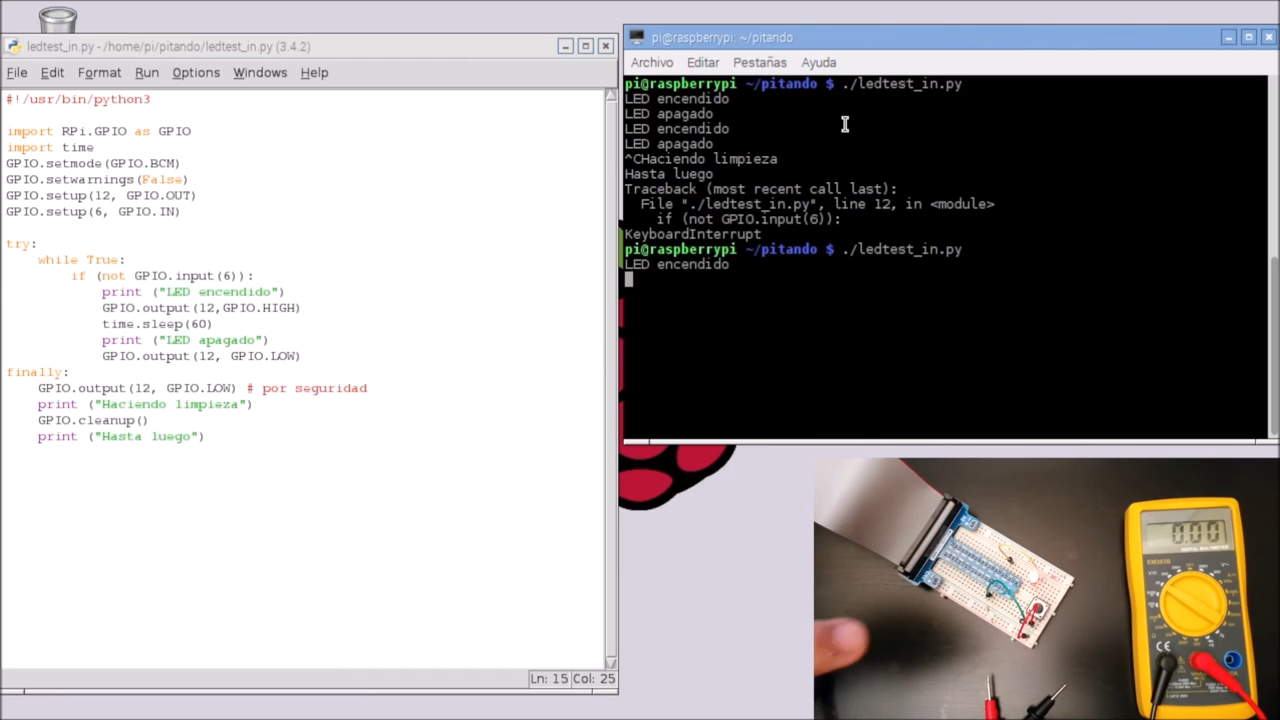 ledtest_in.py - /home/pi/pitando/ledtest_in.py (3.4.2)
File Edit Format Run Options Windows Help
#!/usr/bin/python3
import RPi.GPIO as GPIO
import time
GPIO.setmode(GPIO.BCM)
GPIO.setwarnings(False)
GPIO.setup(12, GPIO.OUT)
GPIO.setup(6, GPIO.IN)
try:
    while True:
        if (not GPIO.input(6)):
            print ("LED encendido")
            GPIO.output(12,GPIO.HIGH)
            time.sleep(60)
            print ("LED apagado")
            GPIO.output(12, GPIO.LOW)
finally:
    GPIO.output(12, GPIO.LOW) # por seguridad
    print ("Haciendo limpieza")
    GPIO.cleanup()
    print ("Hasta luego")
Ln: 15 Col: 25
pi@raspberrypi: ~/pitando
Archivo Editar Pestañas Ayuda
pi@raspberrypi ~/pitando $ ./ledtest_in.py
LED encendido
LED apagado
LED encendido
LED apagado
^CHaciendo limpieza
Hasta luego
Traceback (most recent call last):
  File "./ledtest_in.py", line 12, in <module>
    if (not GPIO.input(6)):
KeyboardInterrupt
pi@raspberrypi ~/pitando $ ./ledtest_in.py
LED encendido
0.00
CE